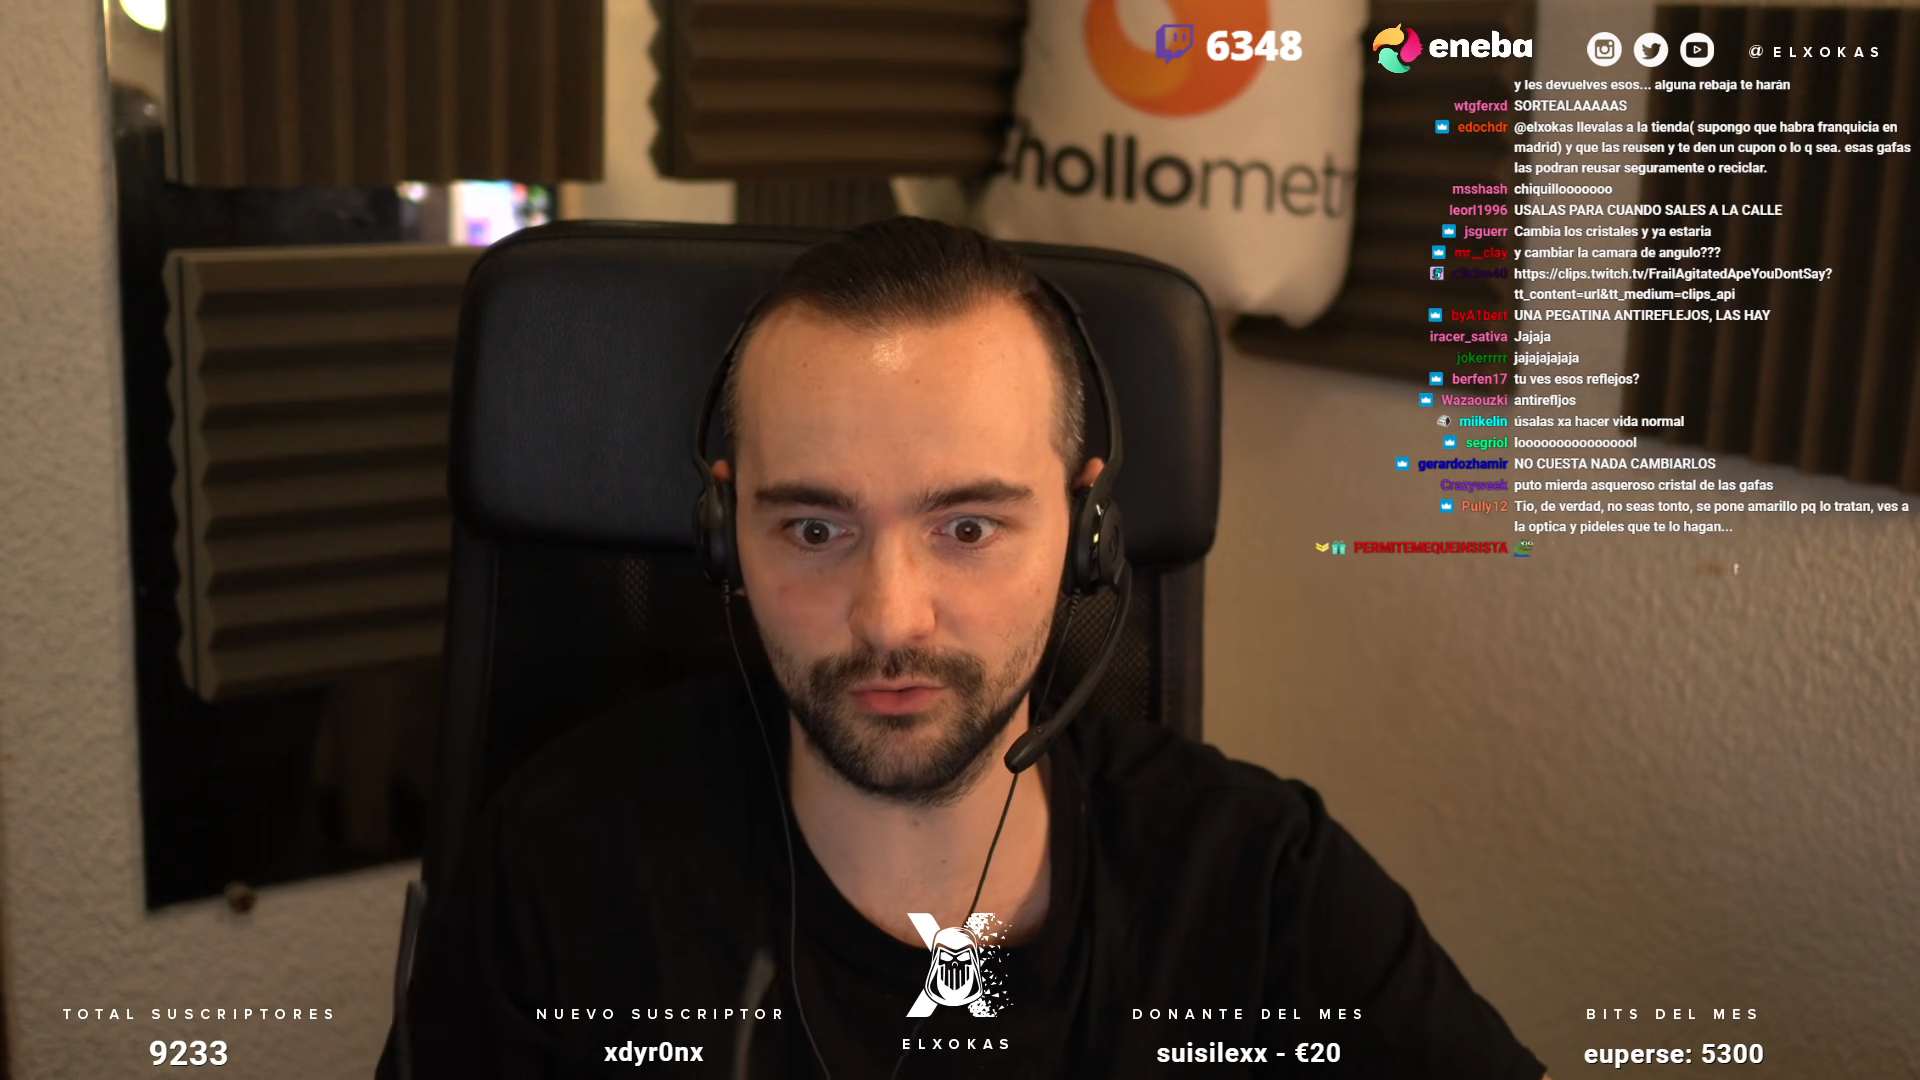 6348
eneba
@ELXOKAS
hollomet
y les devuelves esos... alguna rebaja te harán
wtgferxd SORTEALAAAAAS
edochdr @elxokas llevalas a la tienda( supongo que habra franquicia en
madrid) y que las reusen y te den un cupon o lo q sea. esas gafas
las podran reusar seguramente o reciclar.
msshash chiquillooooooo
leorl1996 USALAS PARA CUANDO SALES A LA CALLE
jsguerr Cambia los cristales y ya estaria
mr__clay y cambiar la camara de angulo???
https://clips.twitch.tv/FrailAgitatedApeYouDontSay?
tt_content=url&tt_medium=clips_api
byA1bert UNA PEGATINA ANTIREFLEJOS, LAS HAY
iracer_sativa Jajaja
jokerrrrr jajajajajaja
berfen17 tu ves esos reflejos?
Wazaouzki antirefljos
miikelin úsalas xa hacer vida normal
segriol loooooooooooooool
gerardozhamir NO CUESTA NADA CAMBIARLOS
Crazyweek puto mierda asqueroso cristal de las gafas
Pully12 Tio, de verdad, no seas tonto, se pone amarillo pq lo tratan, ves a
la optica y pideles que te lo hagan...
PERMITEMEQUEINSISTA
TOTAL SUSCRIPTORES
9233
NUEVO SUSCRIPTOR
xdyr0nx
ELXOKAS
DONANTE DEL MES
suisilexx - €20
BITS DEL MES
euperse: 5300